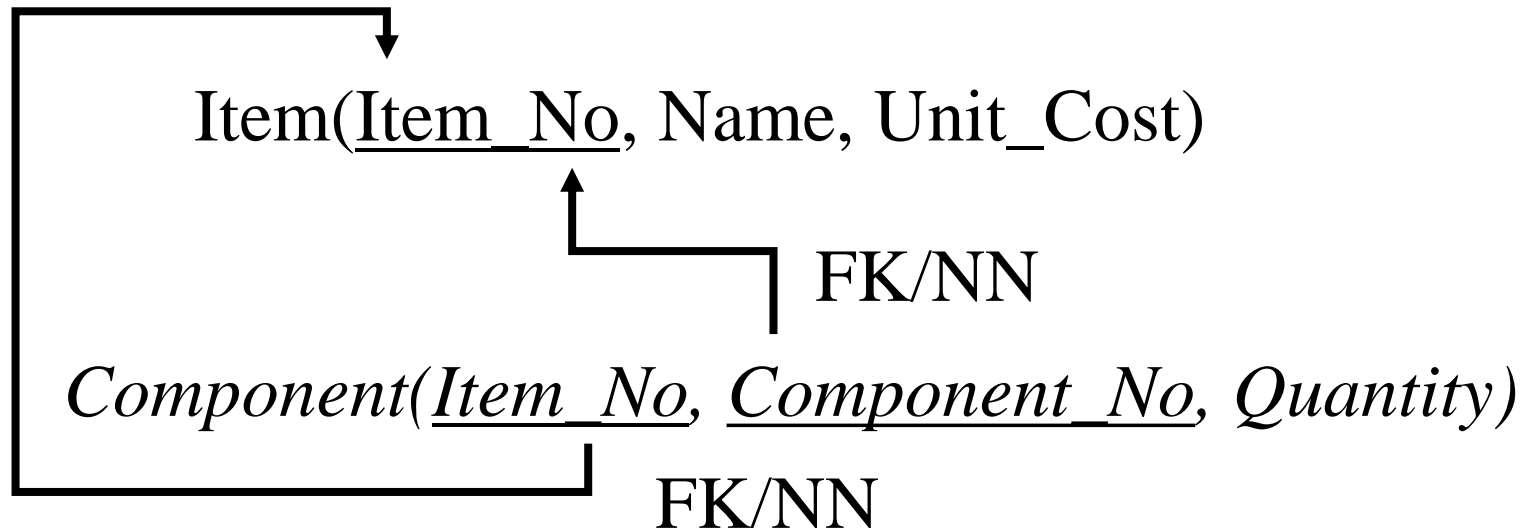 Item(Item_No, Name, Unit_Cost)
FK/NN
Component(Item_No, Component_No, Quantity)
FK/NN